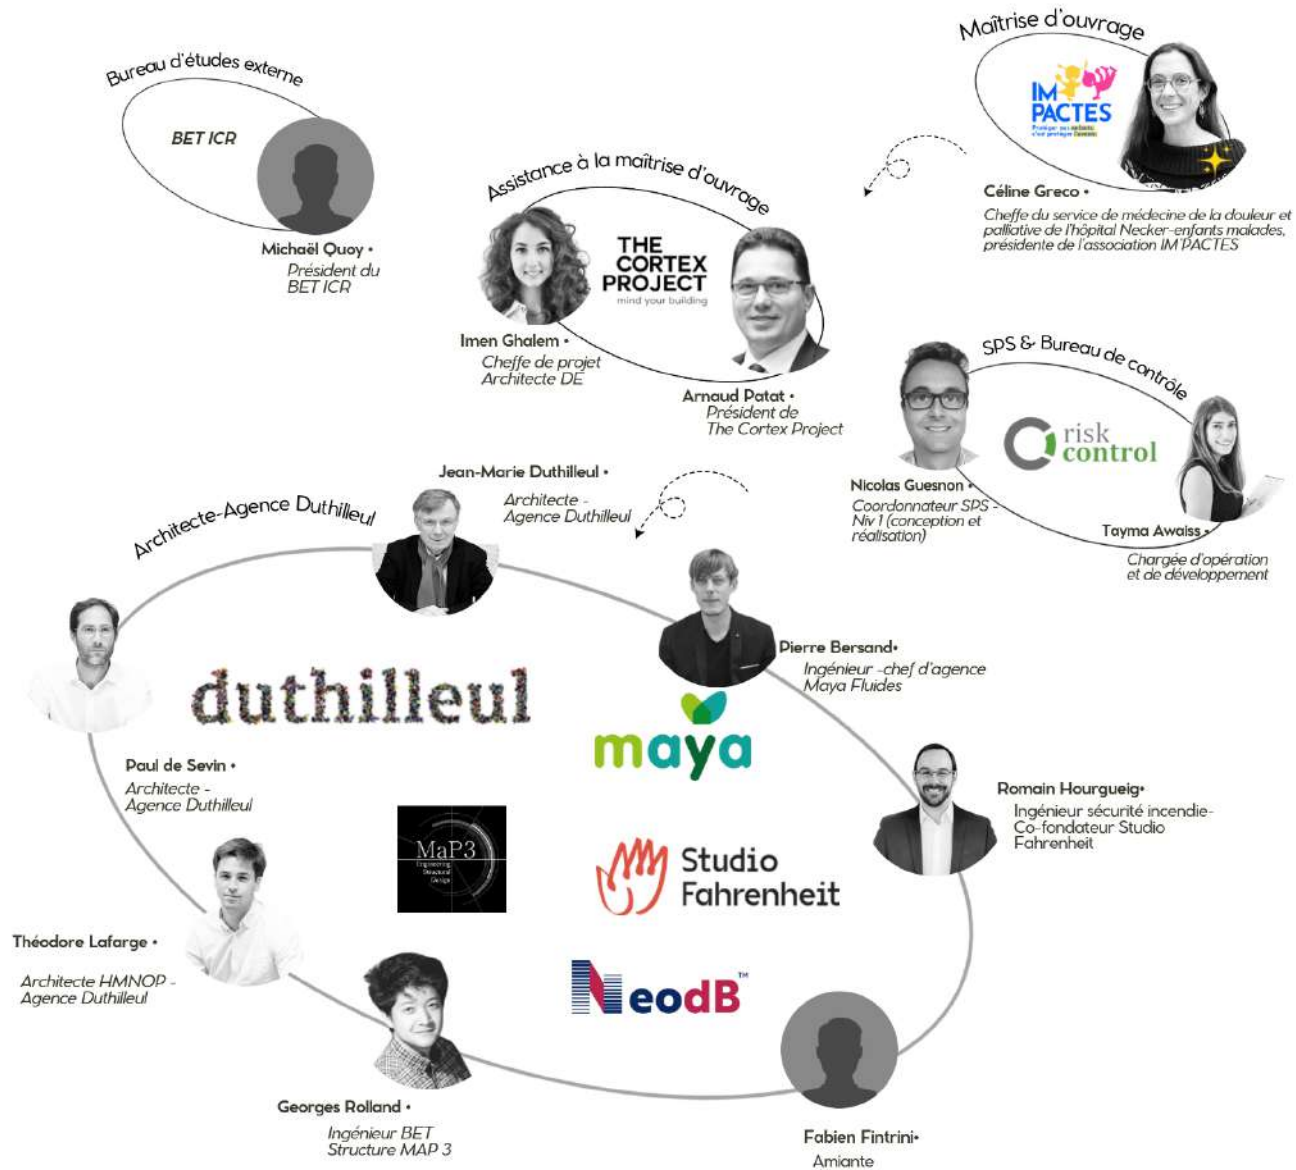 Maîtrise d'ouvrage
IM
PACTES
Céline Greco •
Cheffe du service de médecine de la douleur et
palliative de l'hôpital Necker-enfants malades,
présidente de l'association IM'PACTES
Bureau d'études externe
BET ICR
Michaël Quoy •
Président du
BET ICR
Assistance à la maîtrise d'ouvrage
THE
CORTEX
PROJECT
mind your building
Imen Ghalem •
Cheffe de projet
Architecte DE
Arnaud Patat •
Président de
The Cortex Project
SPS & Bureau de contrôle
risk
control
Nicolas Guesnon •
Coordonnateur SPS -
Niv 1 (conception et
réalisation)
Tayma Awaiss •
Chargée d'opération
et de développement
Architecte-Agence Duthilleul
Jean-Marie Duthilleul •
Architecte -
Agence Duthilleul
duthilleul
Pierre Bersand•
Ingénieur -chef d'agence
Maya Fluides
maya
Paul de Sevin •
Architecte -
Agence Duthilleul
Romain Hourgueig•
Ingénieur sécurité incendie-
Co-fondateur Studio
Fahrenheit
MaP3
Engineering
Structural
Design
Studio
Fahrenheit
Théodore Lafarge •
Architecte HMNOP -
Agence Duthilleul
NeodB™
Georges Rolland •
Ingénieur BET
Structure MAP 3
Fabien Fintrini•
Amiante